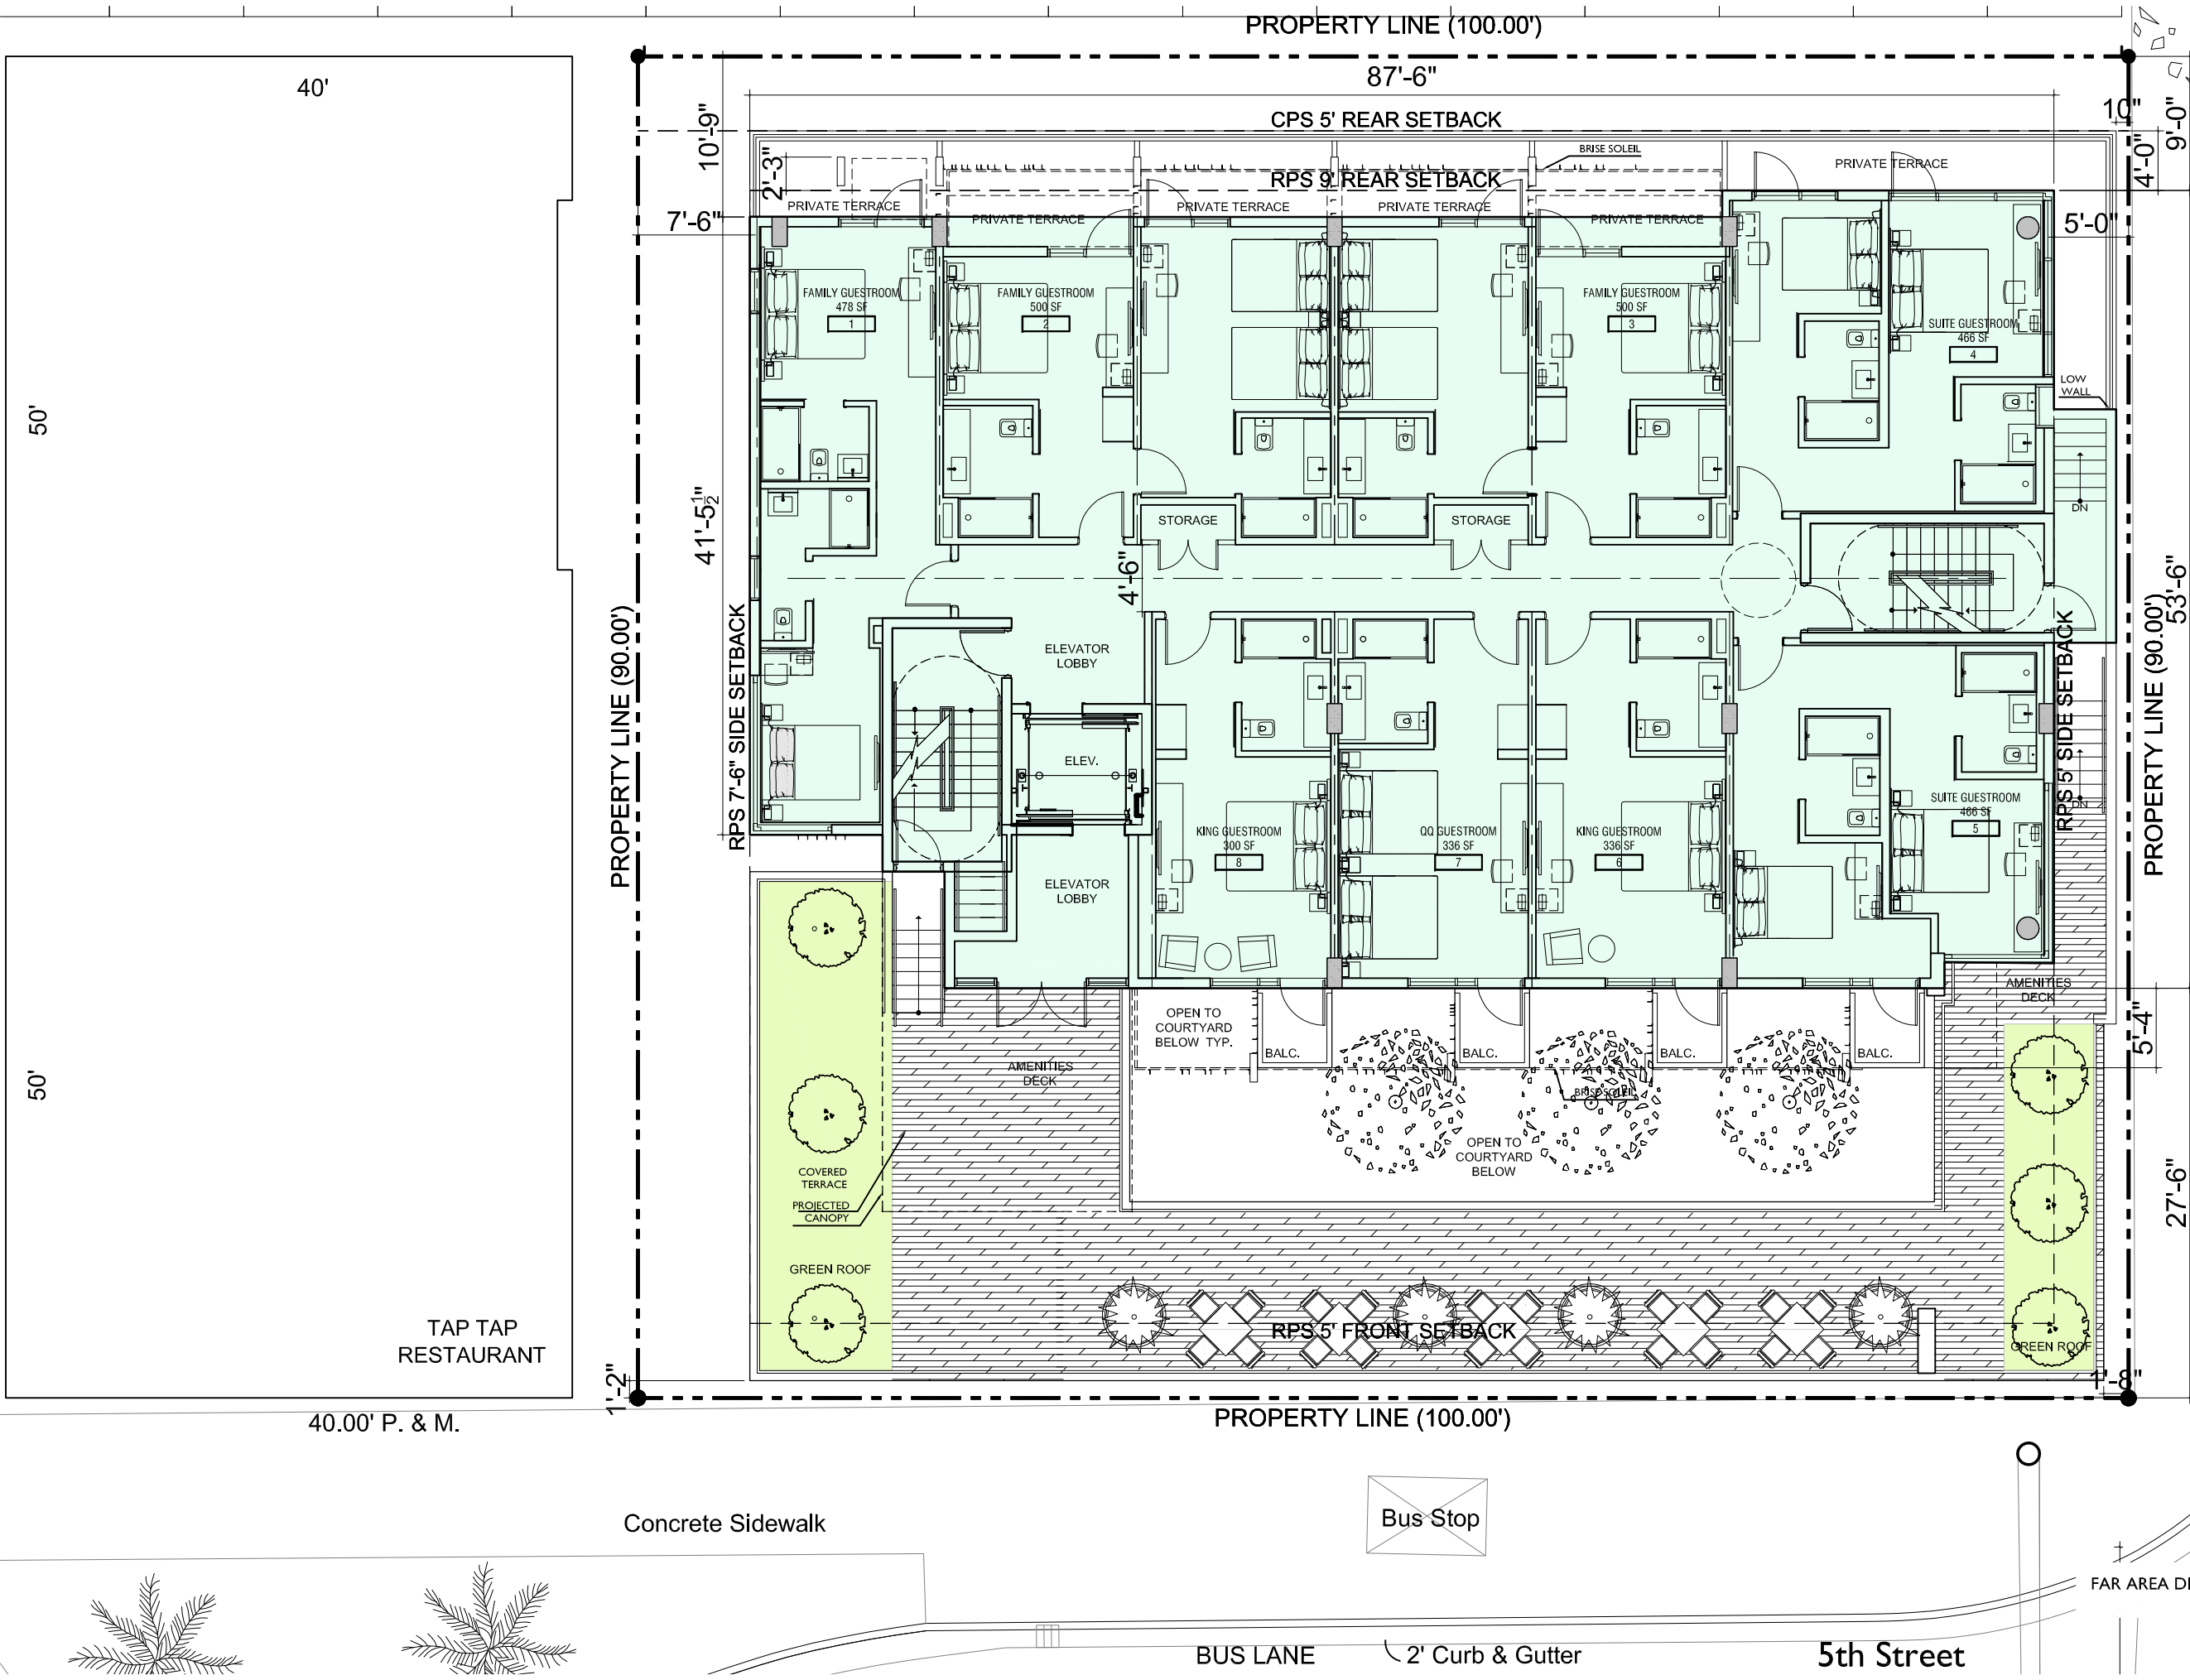 PROPERTY LINE (100.00')
40'
87'-6"
10'-9"
CPS 5' REAR SETBACK
10"
9'-0"
2'-3"
BRISE SOLEIL
PRIVATE TERRACE
4'-0"
RPS 9' REAR SETBACK
PRIVATE TERRACE
PRIVATE TERRACE
PRIVATE TERRACE
PRIVATE TERRACE
PRIVATE TERRACE
7'-6"
5'-0"
FAMILY GUESTROOM
478 SF
1
FAMILY GUESTROOM
500 SF
2
FAMILY GUESTROOM
500 SF
3
SUITE GUESTROOM
466 SF
4
LOW
WALL
50'
41'-5½"
STORAGE
STORAGE
DN
4'-6"
53'-6"
PROPERTY LINE (90.00')
RPS 7'-6" SIDE SETBACK
ELEVATOR
LOBBY
RPS 5' SIDE SETBACK
PROPERTY LINE (90.00')
ELEV.
DN
KING GUESTROOM
300 SF
8
QQ GUESTROOM
336 SF
7
KING GUESTROOM
336 SF
6
SUITE GUESTROOM
466 SF
5
ELEVATOR
LOBBY
AMENITIES
DECK
OPEN TO
COURTYARD
BELOW TYP.
BALC.
BALC.
BALC.
BALC.
5'-4"
50'
AMENITIES
DECK
BRISE SOLEIL
OPEN TO
COURTYARD
BELOW
COVERED
TERRACE
PROJECTED
CANOPY
27'-6"
GREEN ROOF
TAP TAP
RESTAURANT
RPS 5' FRONT SETBACK
GREEN ROOF
1'-2"
1'-8"
40.00' P. & M.
PROPERTY LINE (100.00')
Concrete Sidewalk
Bus Stop
FAR AREA
BUS LANE
2' Curb & Gutter
5th Street